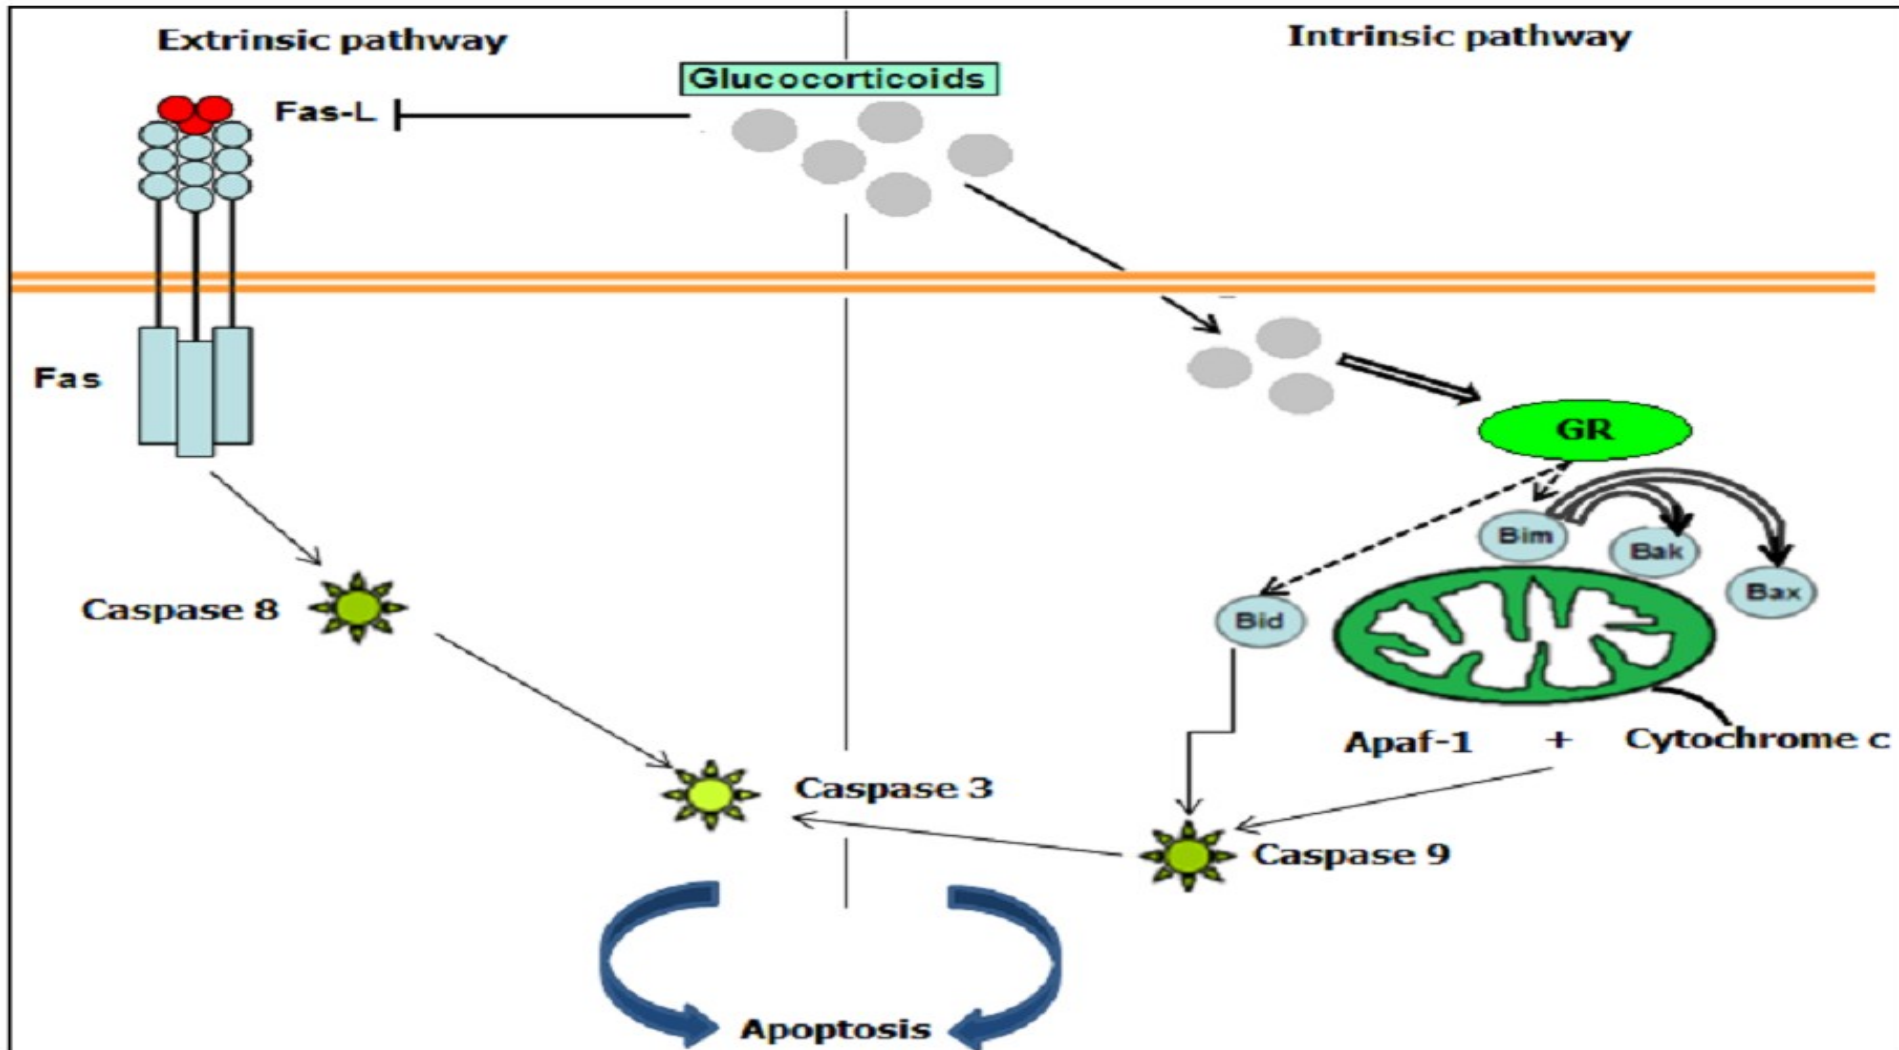 Extrinsic pathway
Intrinsic pathway
Glucocorticoids
Fas-L
Fas
GR
Bim
Bak
Bax
Bid
Caspase 8
Apaf-1 + Cytochrome c
Caspase 3
Caspase 9
Apoptosis